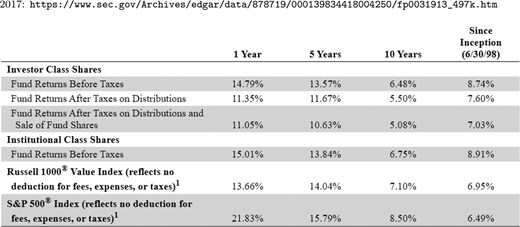 2017: https://www.sec.gov/Archives/edgar/data/878719/000139834418004250/fp0031913_497k.htm
1 Year 5 Years 10 Years Since Inception (6/30/98)
Investor Class Shares
Fund Returns Before Taxes 14.79% 13.57% 6.48% 8.74%
Fund Returns After Taxes on Distributions 11.35% 11.67% 5.50% 7.60%
Fund Returns After Taxes on Distributions and
Sale of Fund Shares 11.05% 10.63% 5.08% 7.03%
Institutional Class Shares
Fund Returns Before Taxes 15.01% 13.84% 6.75% 8.91%
Russell 1000® Value Index (reflects no
deduction for fees, expenses, or taxes)1 13.66% 14.04% 7.10% 6.95%
S&P 500® Index (reflects no deduction for
fees, expenses, or taxes)1 21.83% 15.79% 8.50% 6.49%